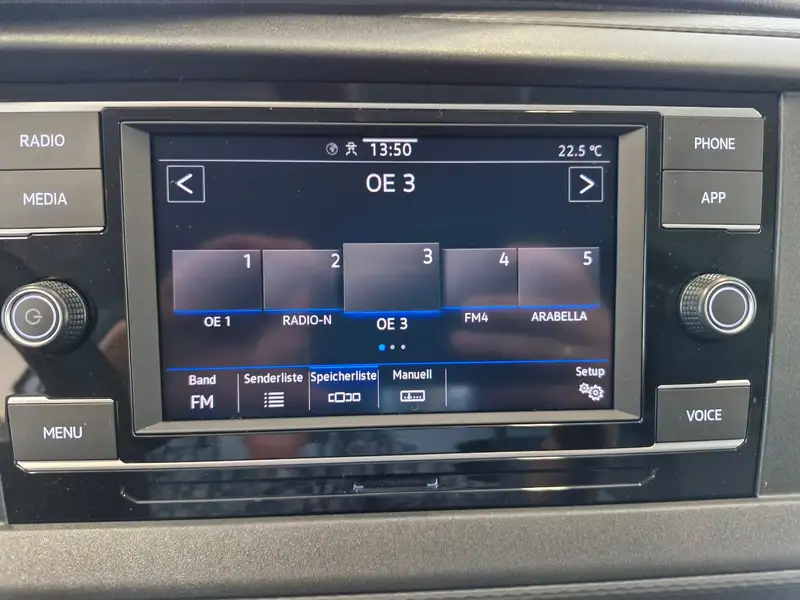 RADIO
MEDIA
MENU
13:50
22.5 °C
<
OE 3
>
1
2
3
4
5
OE 1
RADIO-N
OE 3
FM4
ARABELLA
Band
FM
Senderliste
Speicherliste
Manuell
Setup
PHONE
APP
VOICE